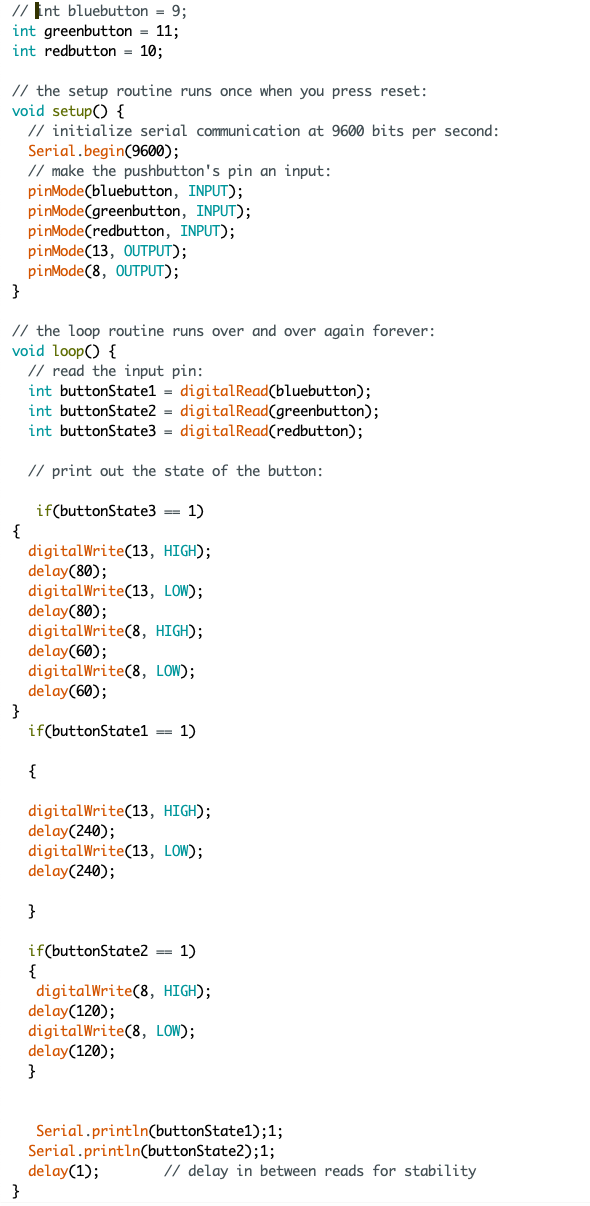 // int bluebutton = 9;
int greenbutton = 11;
int redbutton = 10;

// the setup routine runs once when you press reset:
void setup() {
  // initialize serial communication at 9600 bits per second:
  Serial.begin(9600);
  // make the pushbutton's pin an input:
  pinMode(bluebutton, INPUT);
  pinMode(greenbutton, INPUT);
  pinMode(redbutton, INPUT);
  pinMode(13, OUTPUT);
  pinMode(8, OUTPUT);
}

// the loop routine runs over and over again forever:
void loop() {
  // read the input pin:
  int buttonState1 = digitalRead(bluebutton);
  int buttonState2 = digitalRead(greenbutton);
  int buttonState3 = digitalRead(redbutton);

  // print out the state of the button:

   if(buttonState3 == 1)
{
  digitalWrite(13, HIGH);
  delay(80);
  digitalWrite(13, LOW);
  delay(80);
  digitalWrite(8, HIGH);
  delay(60);
  digitalWrite(8, LOW);
  delay(60);
}
  if(buttonState1 == 1)

  {

  digitalWrite(13, HIGH);
  delay(240);
  digitalWrite(13, LOW);
  delay(240);

  }

  if(buttonState2 == 1)
  {
   digitalWrite(8, HIGH);
  delay(120);
  digitalWrite(8, LOW);
  delay(120);
  }


   Serial.println(buttonState1);1;
  Serial.println(buttonState2);1;
  delay(1);        // delay in between reads for stability
}